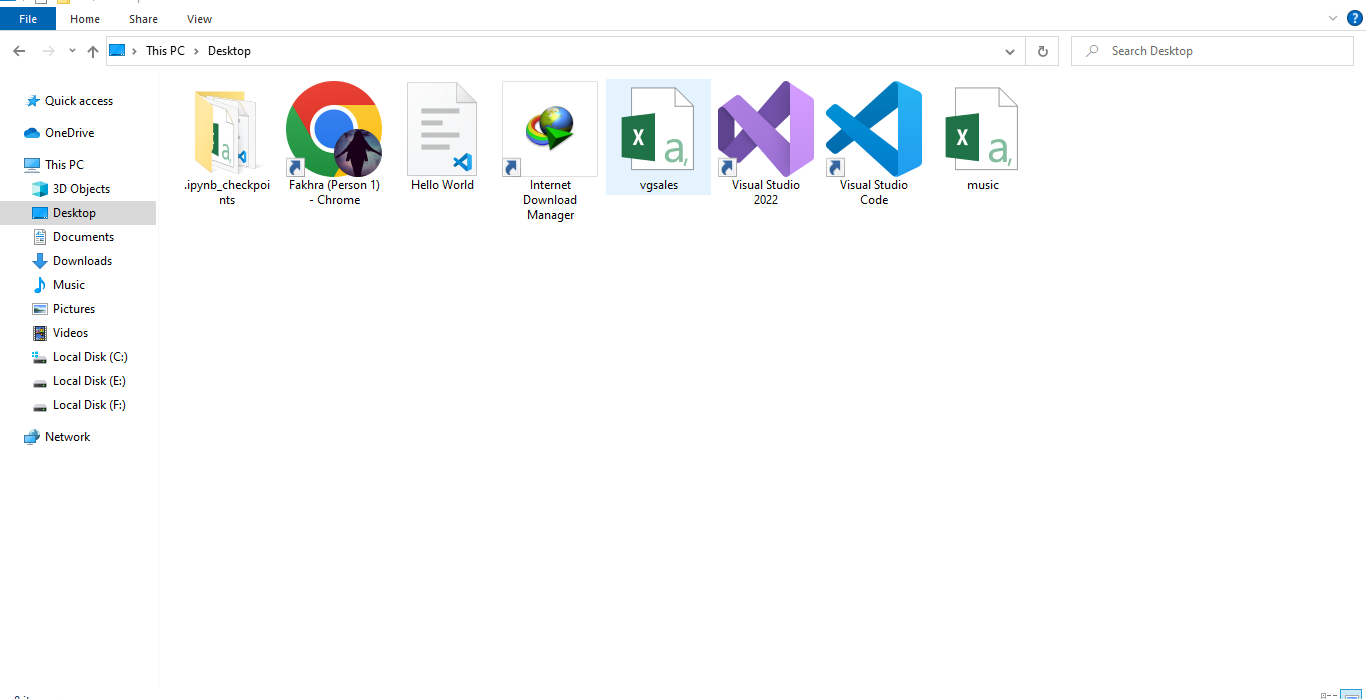 File Home Share View
This PC > Desktop
Search Desktop
Quick access
OneDrive
This PC
3D Objects
Desktop
Documents
Downloads
Music
Pictures
Videos
Local Disk (C:)
Local Disk (E:)
Local Disk (F:)
Network
.ipynb_checkpoi
nts
Fakhra (Person 1)
- Chrome
Hello World
Internet
Download
Manager
X a,
vgsales
Visual Studio
2022
Visual Studio
Code
X a,
music